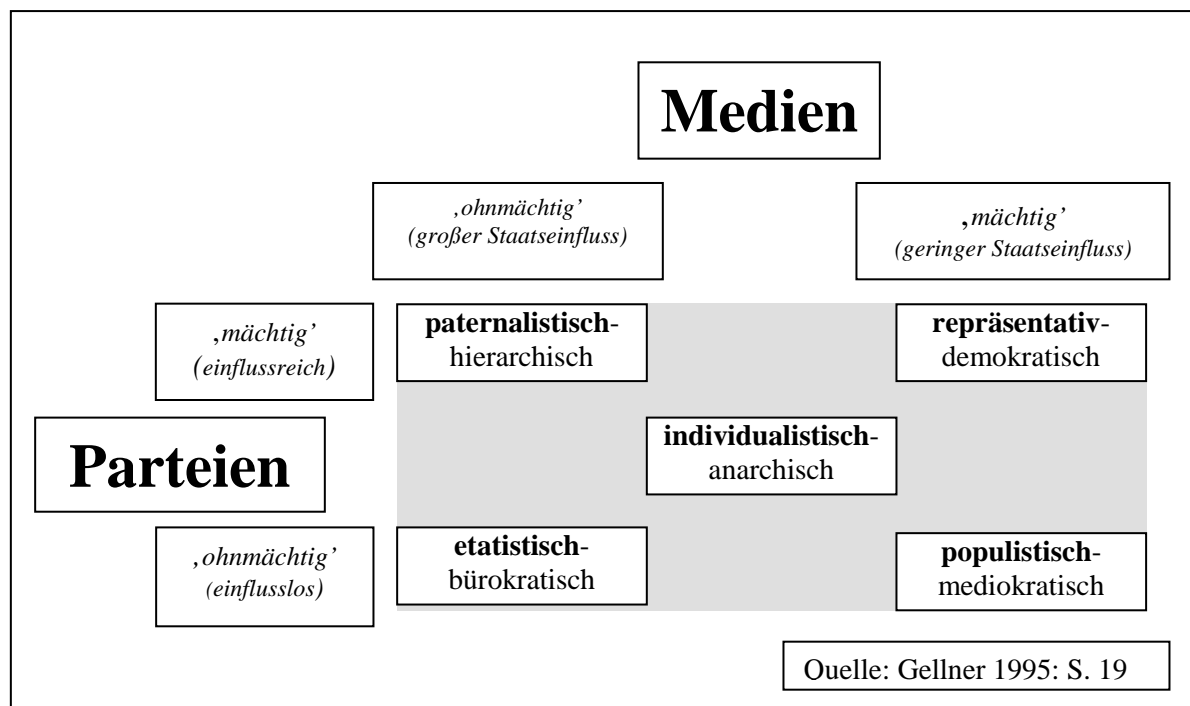 Medien
‚ohnmächtig’
(großer Staatseinfluss)
‚mächtig’
(geringer Staatseinfluss)
‚mächtig’
(einflussreich)
paternalistisch-
hierarchisch
repräsentativ-
demokratisch
Parteien
individualistisch-
anarchisch
‚ohnmächtig’
(einflusslos)
etatistisch-
bürokratisch
populistisch-
mediokratisch
Quelle: Gellner 1995: S. 19